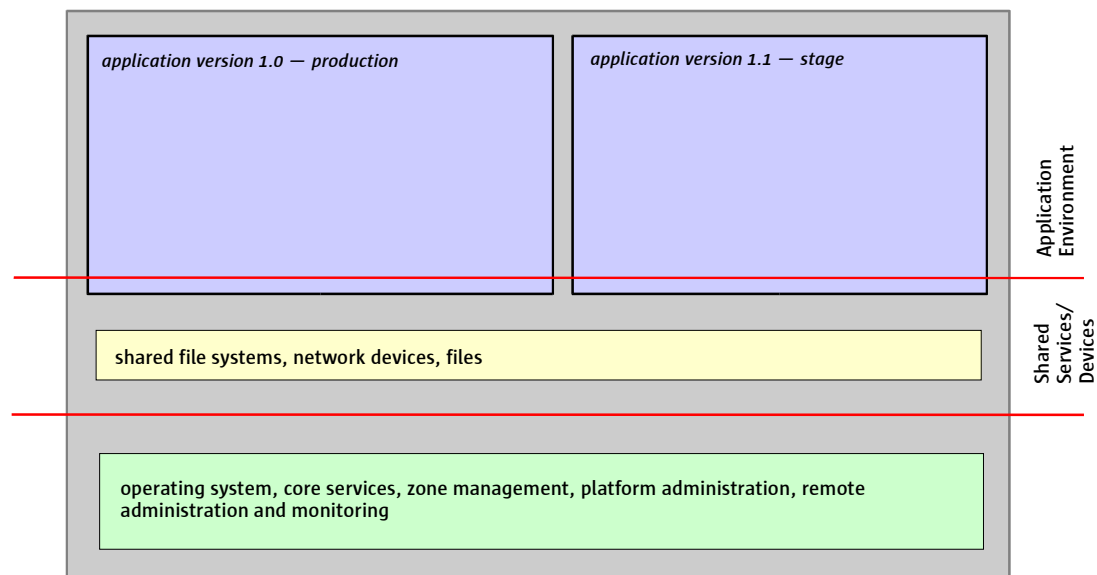 application version 1.0 — production
application version 1.1 — stage
Application
Environment
shared file systems, network devices, files
Shared
Services/
Devices
operating system, core services, zone management, platform administration, remote
administration and monitoring